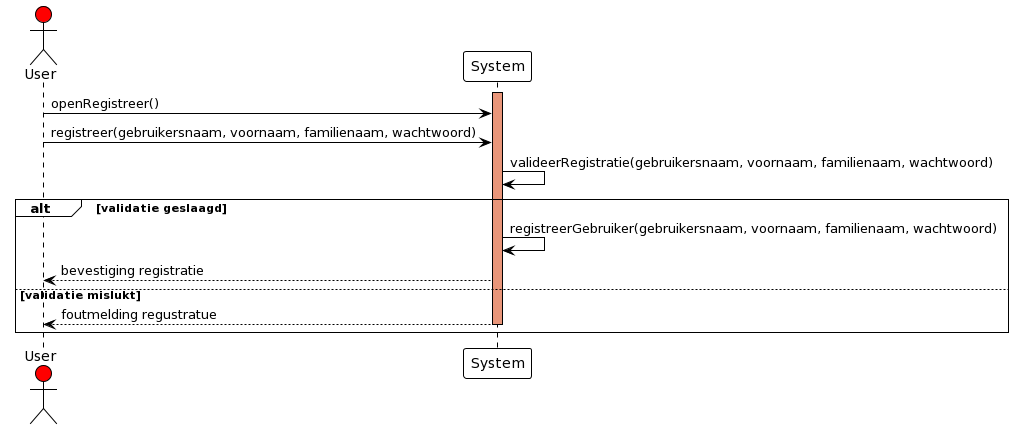 User
System
openRegistreer()
registreer(gebruikersnaam, voornaam, familienaam, wachtwoord)
valideerRegistratie(gebruikersnaam, voornaam, familienaam, wachtwoord)
alt [validatie geslaagd]
registreerGebruiker(gebruikersnaam, voornaam, familienaam, wachtwoord)
bevestiging registratie
[validatie mislukt]
foutmelding regustratue
User
System